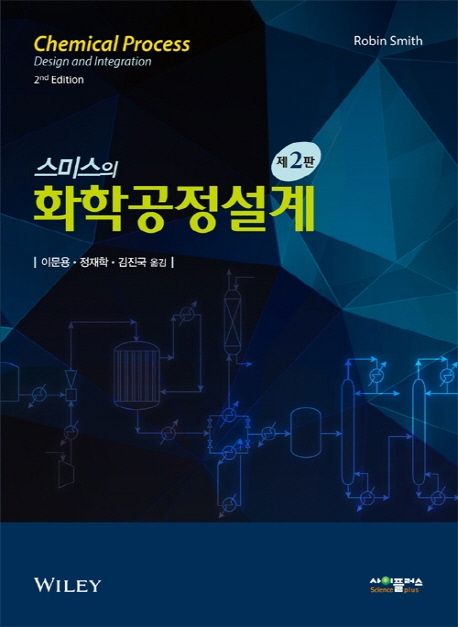 Chemical Process
Robin Smith
Design and Integration
2nd Edition
스미스의
제2판
화학공정설계
| 이문용 · 정재학 · 김진국 옮김 |
WILEY
사이플러스
Science plus